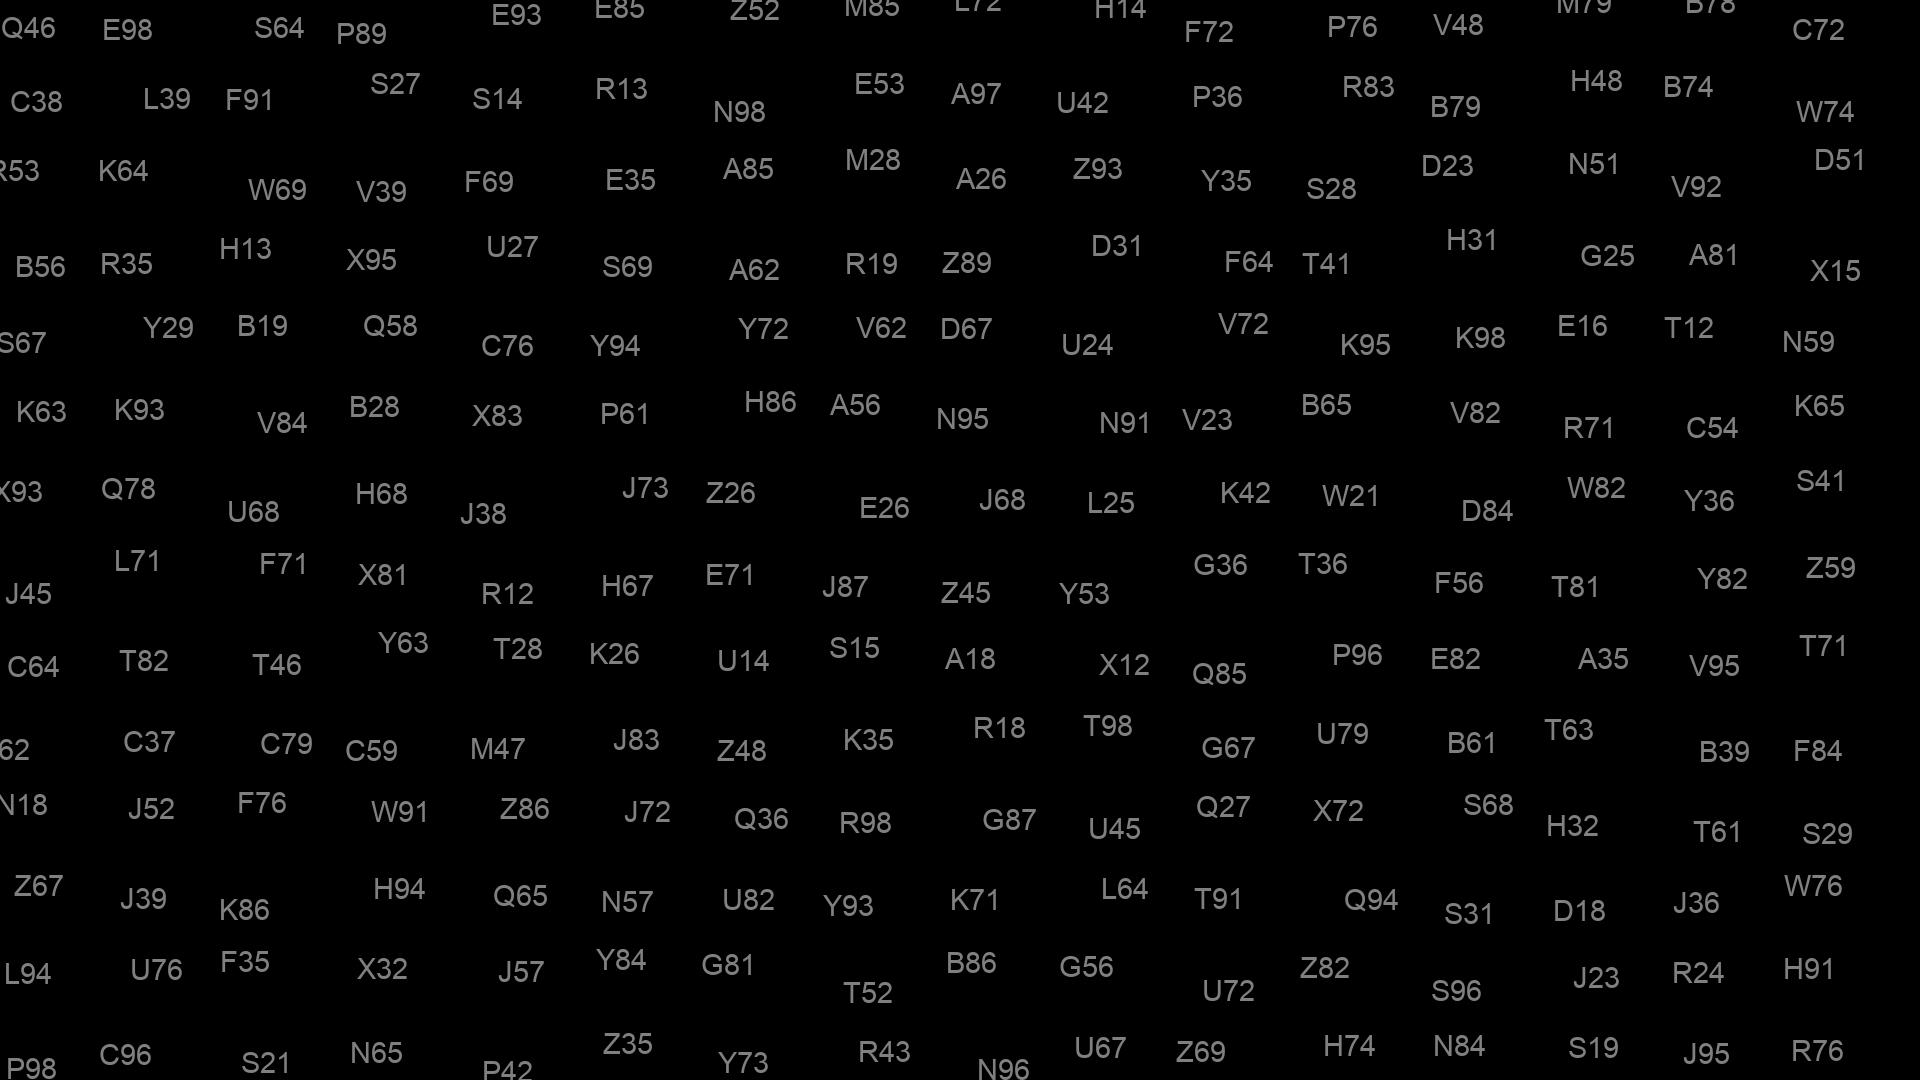 Q46 E98 S64 P89 E93 E85 Z52 M85 L72 H14 F72 P76 V48 M79 B78 C72
C38 L39 F91 S27 S14 R13 N98 E53 A97 U42 P36 R83 B79 H48 B74 W74
R53 K64 W69 V39 F69 E35 A85 M28 A26 Z93 Y35 S28 D23 N51 V92 D51
B56 R35 H13 X95 U27 S69 A62 R19 Z89 D31 F64 T41 H31 G25 A81 X15
S67 Y29 B19 Q58 C76 Y94 Y72 V62 D67 U24 V72 K95 K98 E16 T12 N59
K63 K93 V84 B28 X83 P61 H86 A56 N95 N91 V23 B65 V82 R71 C54 K65
X93 Q78 U68 H68 J38 J73 Z26 E26 J68 L25 K42 W21 D84 W82 Y36 S41
J45 L71 F71 X81 R12 H67 E71 J87 Z45 Y53 G36 T36 F56 T81 Y82 Z59
C64 T82 T46 Y63 T28 K26 U14 S15 A18 X12 Q85 P96 E82 A35 V95 T71
62 C37 C79 C59 M47 J83 Z48 K35 R18 T98 G67 U79 B61 T63 B39 F84
N18 J52 F76 W91 Z86 J72 Q36 R98 G87 U45 Q27 X72 S68 H32 T61 S29
Z67 J39 K86 H94 Q65 N57 U82 Y93 K71 L64 T91 Q94 S31 D18 J36 W76
L94 U76 F35 X32 J57 Y84 G81 T52 B86 G56 U72 Z82 S96 J23 R24 H91
P98 C96 S21 N65 P42 Z35 Y73 R43 N96 U67 Z69 H74 N84 S19 J95 R76